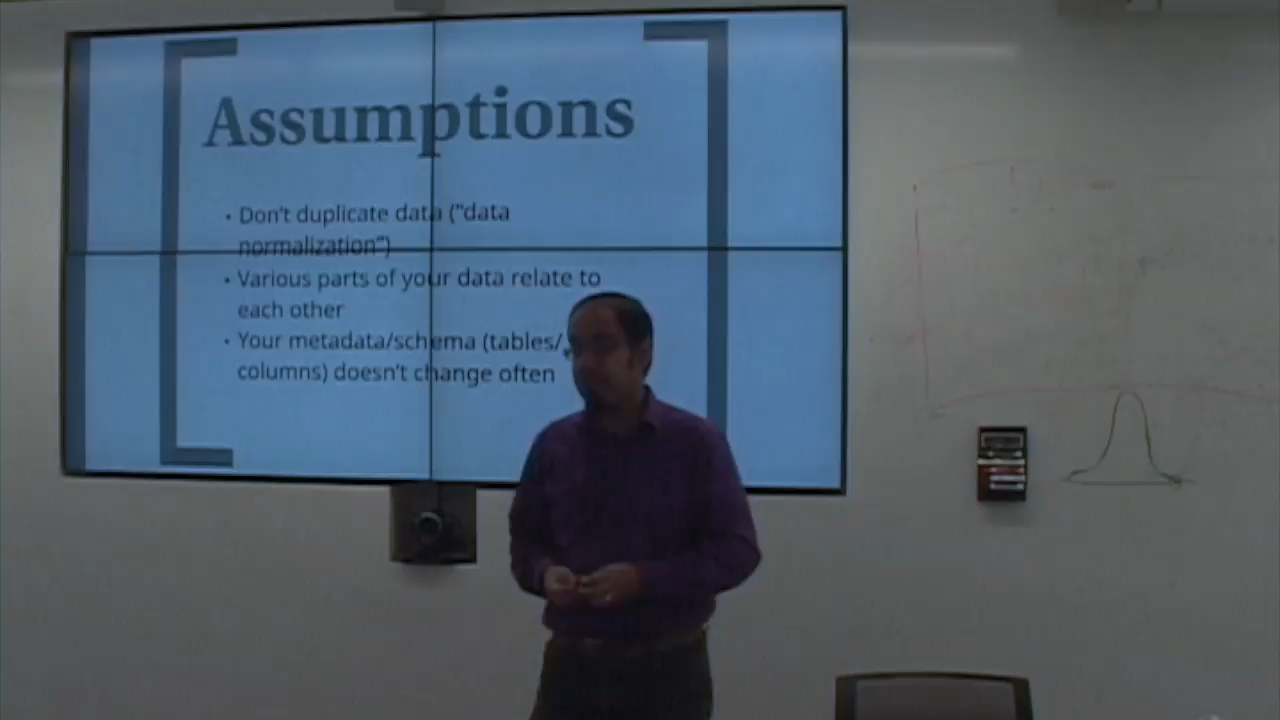 Assumptions
• Don't duplicate data ("data
normalization")
• Various parts of your data relate to
each other
• Your metadata/schema (tables/
columns) doesn't change often